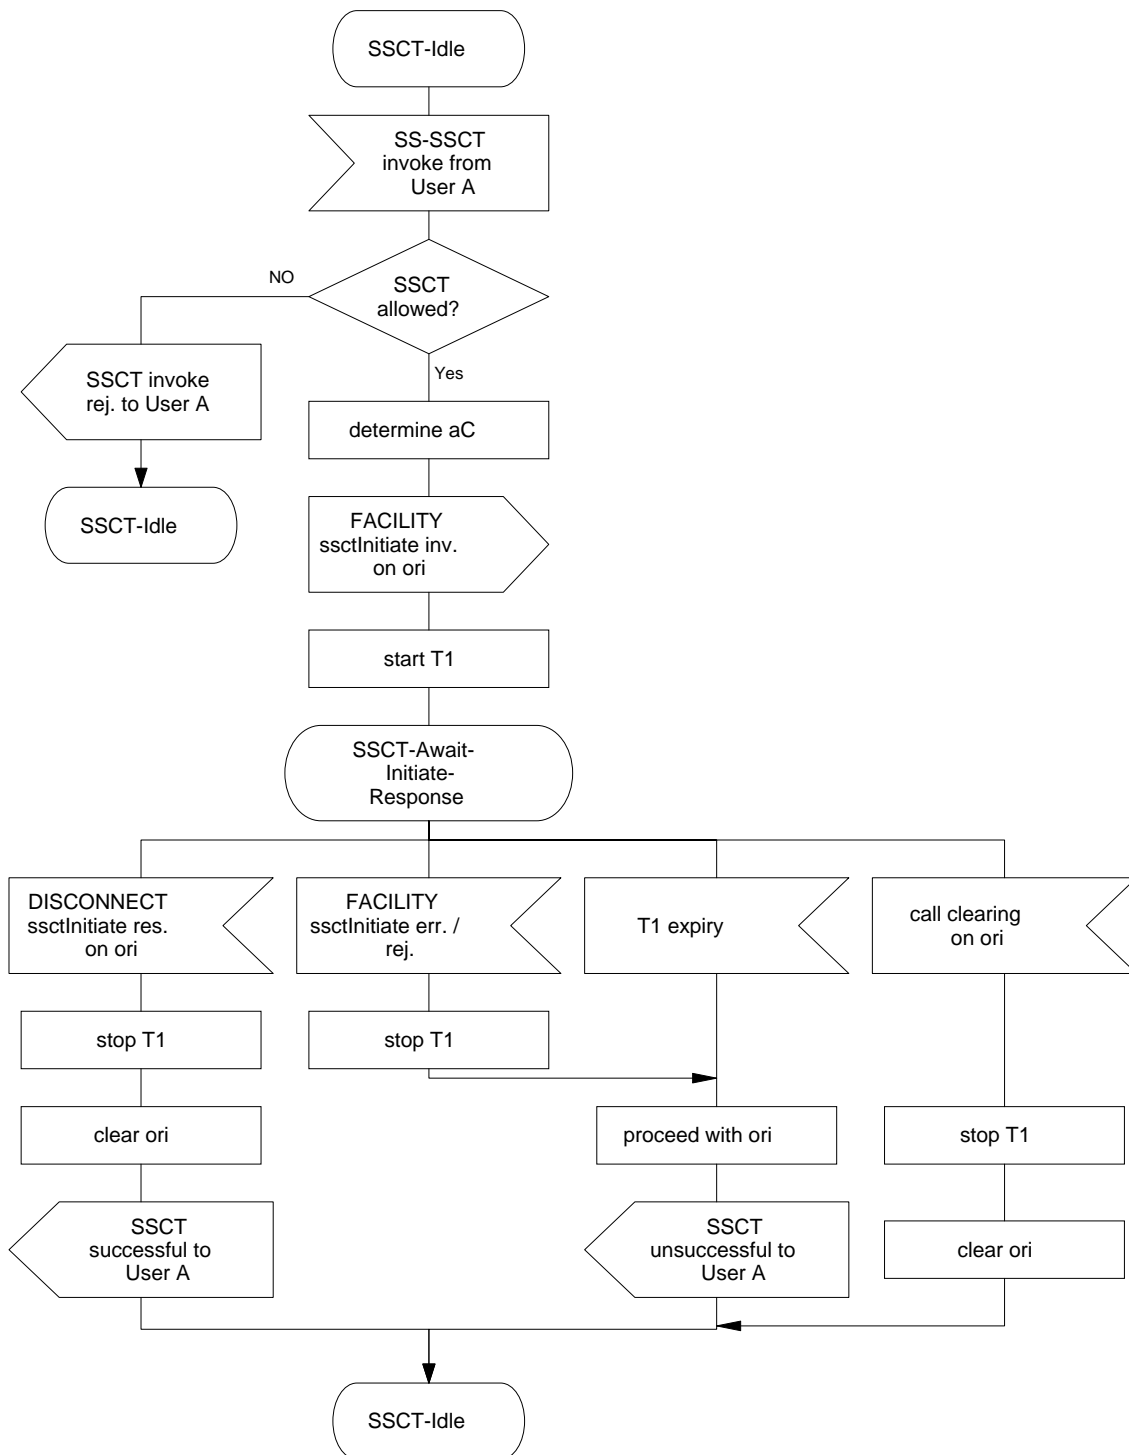 SSCT-Idle
SS-SSCT
invoke from
User A
SSCT
allowed?
NO
Yes
SSCT invoke
rej. to User A
determine aC
SSCT-Idle
FACILITY
ssctInitiate inv.
on ori
start T1
SSCT-Await-
Initiate-
Response
DISCONNECT
ssctInitiate res.
on ori
FACILITY
ssctInitiate err. /
rej.
T1 expiry
call clearing
on ori
stop T1
stop T1
clear ori
proceed with ori
stop T1
SSCT
successful to
User A
SSCT
unsuccessful to
User A
clear ori
SSCT-Idle